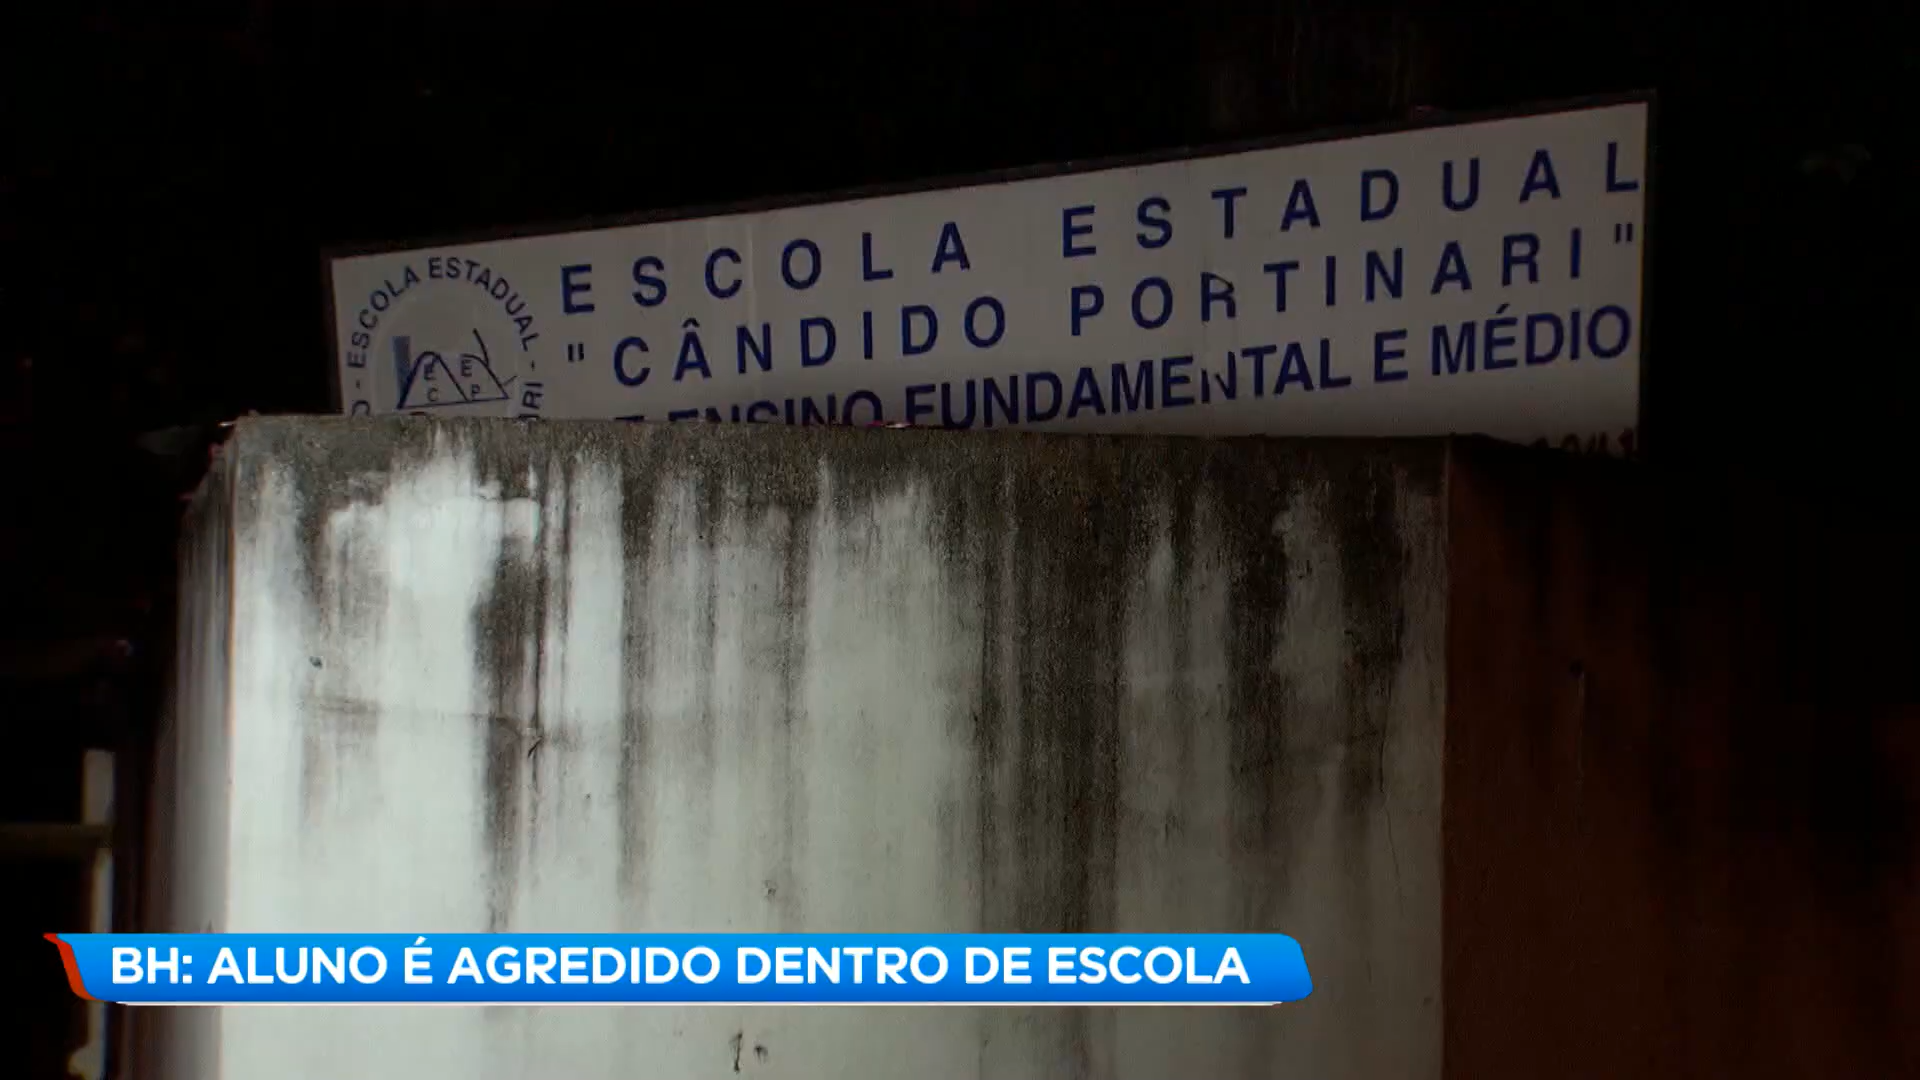 ESCOLA ESTADUAL
"CÂNDIDO PORTINARI"
ENSINO FUNDAMENTAL E MÉDIO
- ESCOLA ESTADUAL -
E E
C P
BH: ALUNO É AGREDIDO DENTRO DE ESCOLA